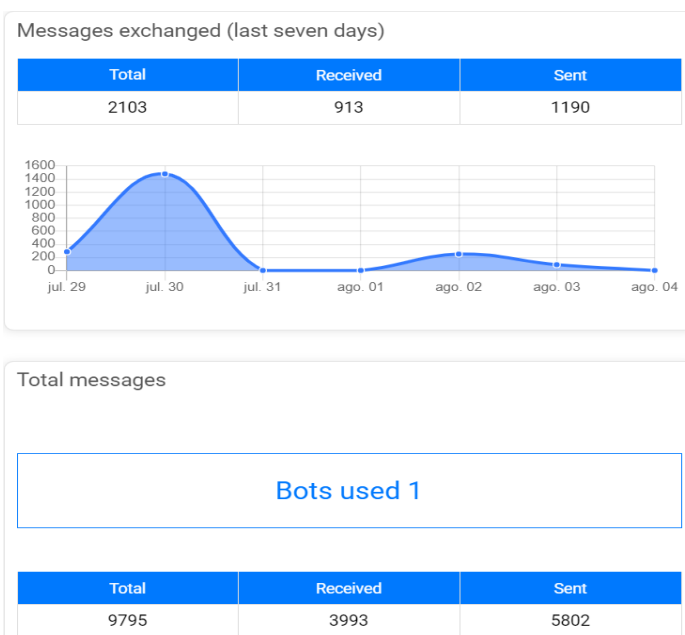 Messages exchanged (last seven days)
Total Received Sent
2103 913 1190
1600
1400
1200
1000
800
600
400
200
0
jul. 29 jul. 30 jul. 31 ago. 01 ago. 02 ago. 03 ago. 04
Total messages
Bots used 1
Total Received Sent
9795 3993 5802